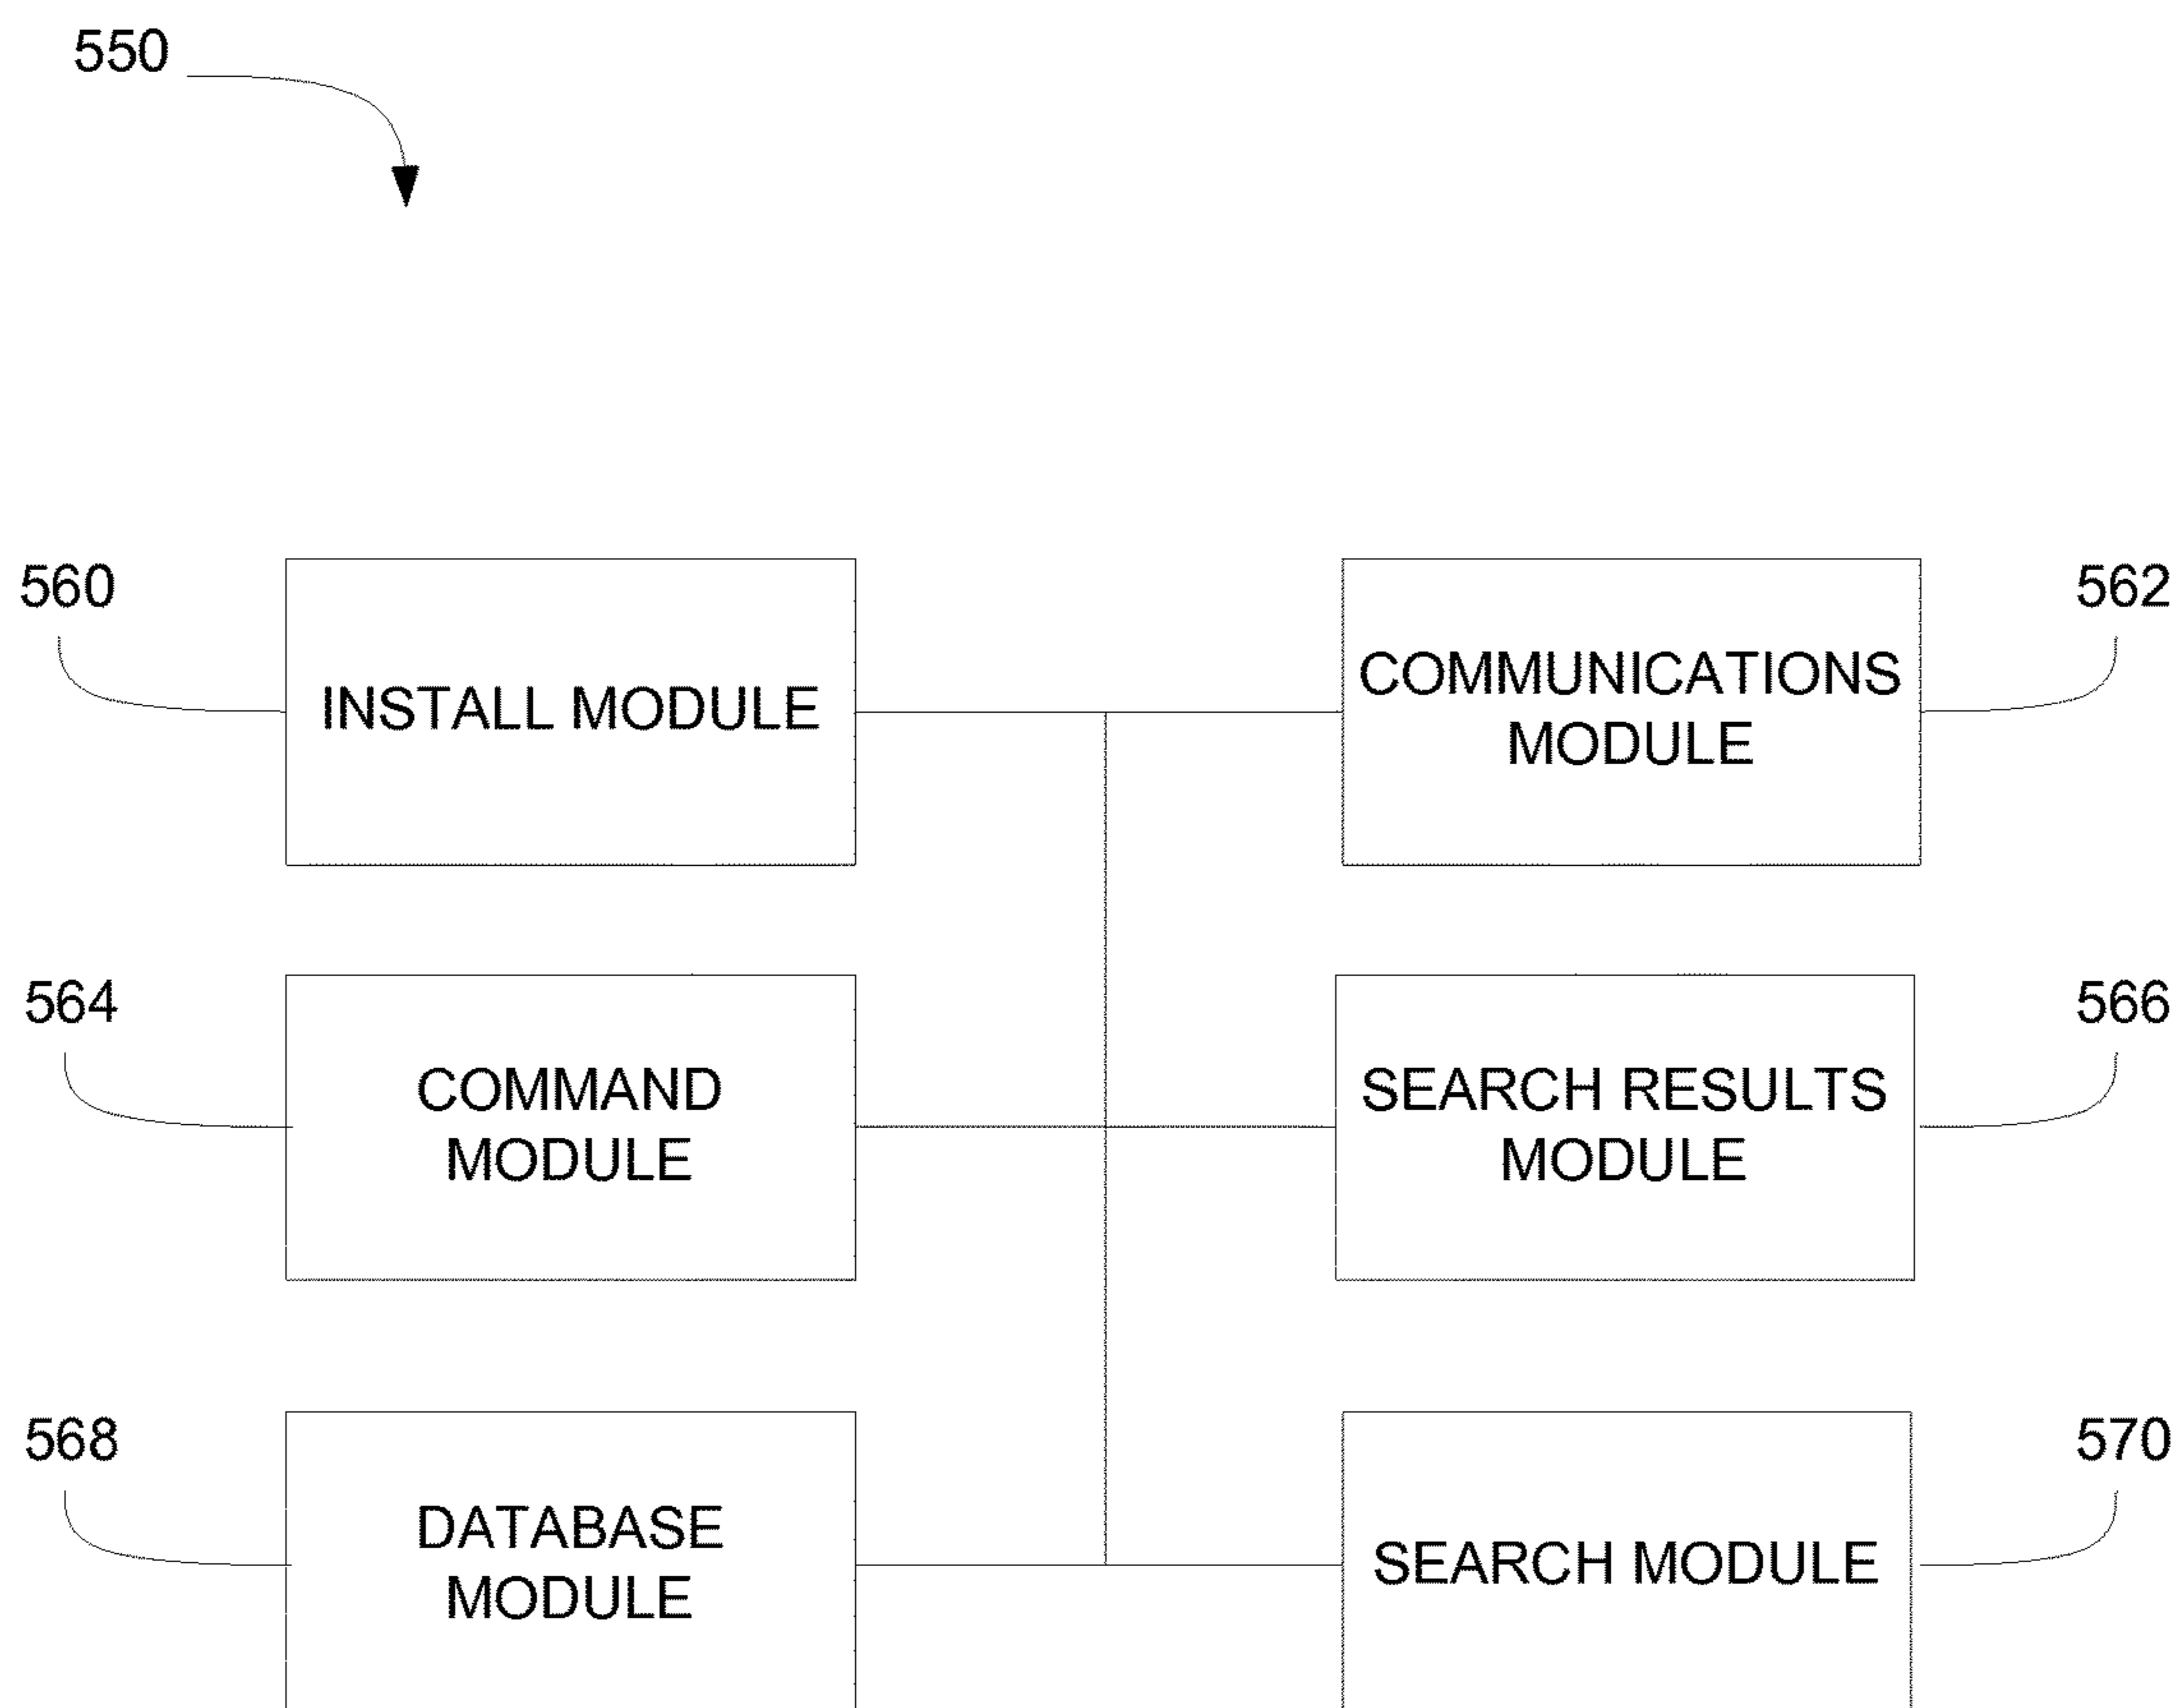 550
560
INSTALL MODULE
COMMUNICATIONS
MODULE
562
564
COMMAND
MODULE
SEARCH RESULTS
MODULE
566
568
DATABASE
MODULE
SEARCH MODULE
570